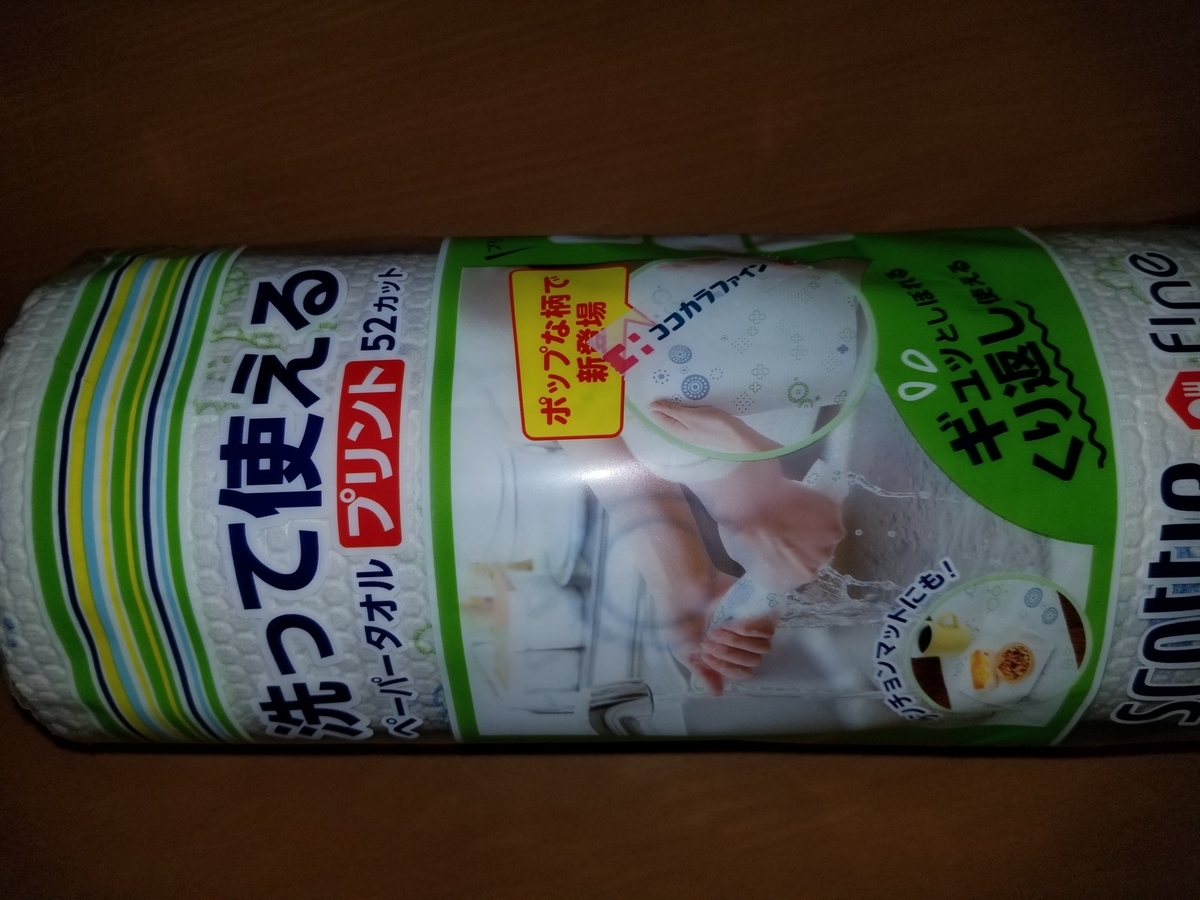 scottie
fine
洗って使える
ペーパータオル プリント 52カット
ポップな柄で
新登場
ココカラファイン
ギュッとしぼれる
くり返し使える
ッチョンマットにも!